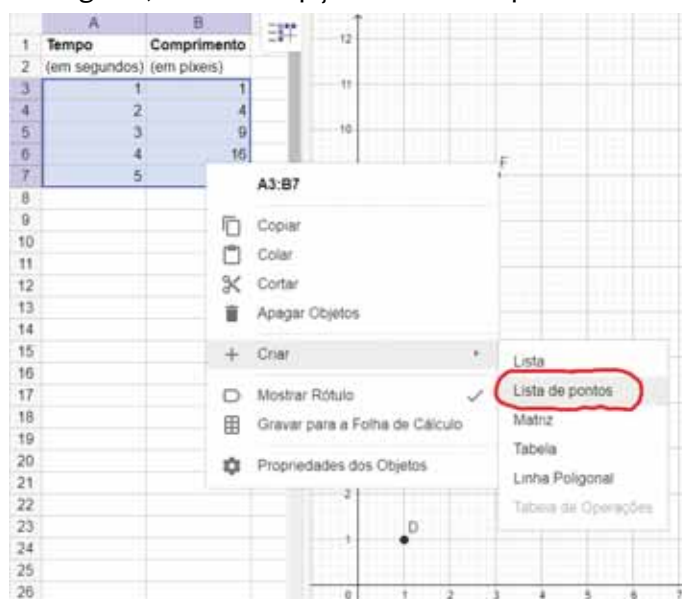 A B
1 Tempo Comprimento
2 (em segundos) (em píxeis)
3 1 1
4 2 4
5 3 9
6 4 16
7 5
8
9
10
11
12
13
14
15
16
17
18
19
20
21
22
23
24
25
26
A3:B7
Copiar
Colar
Cortar
Apagar Objetos
Criar
Mostrar Rótulo
Gravar para a Folha de Cálculo
Propriedades dos Objetos
Lista
Lista de pontos
Matriz
Tabela
Linha Poligonal
Tabela de Operações
12
11
10
F
2
1
D
0 1 2 3 4 5 6 7